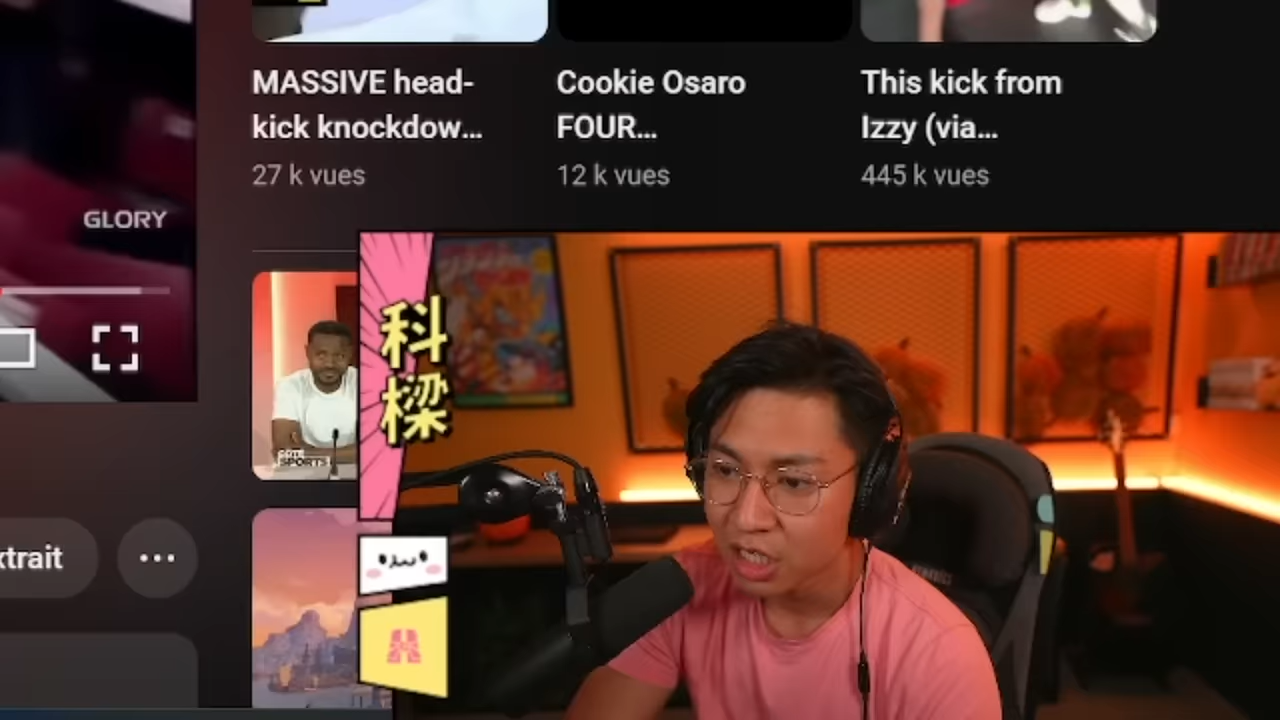 MASSIVE head-
kick knockdow...
27 k vues
Cookie Osaro
FOUR...
12 k vues
This kick from
Izzy (via...
445 k vues
GLORY
科
樑
SPORTS
xtrait